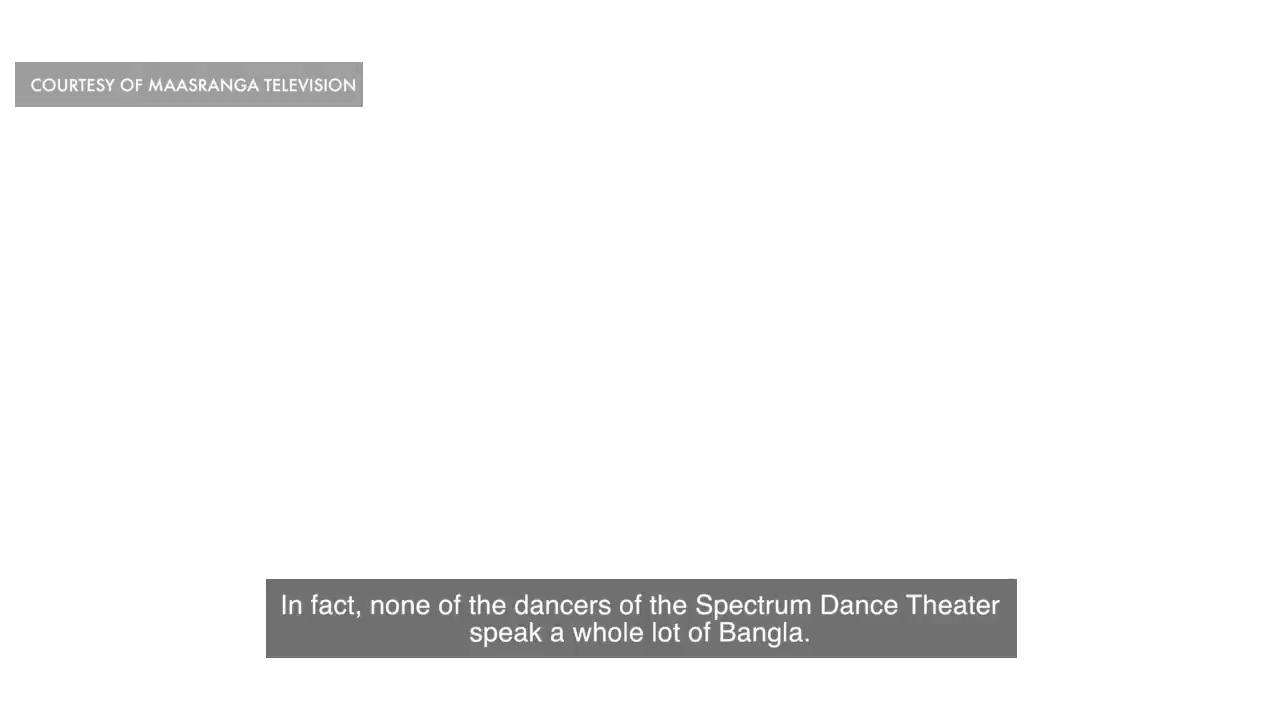 COURTESY OF MAASRANGA TELEVISION
In fact, none of the dancers of the Spectrum Dance Theater
speak a whole lot of Bangla.